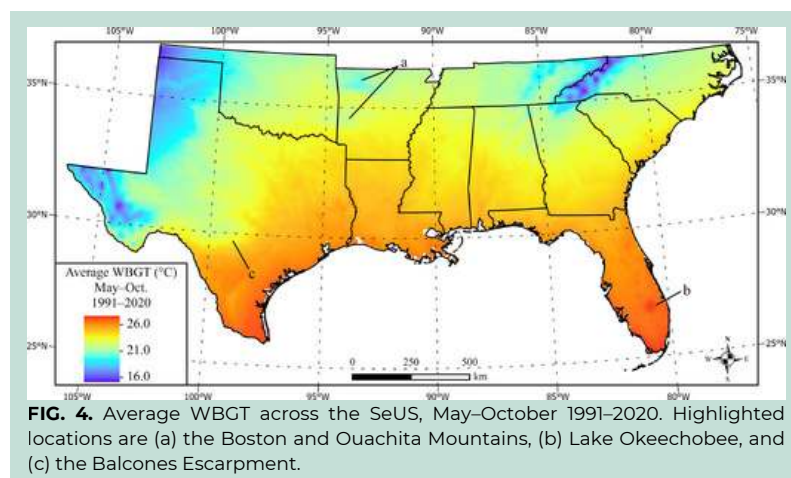 105°W 100°W 95°W 90°W 85°W 80°W 75°W
a
35°N 35°N
30°N 30°N
c
b
Average WBGT (°C)
May–Oct.
1991–2020
26.0
21.0
16.0
25°N 25°N
0 250 500
km
N
W E
S
105°W 100°W 95°W 90°W 85°W 80°W
FIG. 4. Average WBGT across the SeUS, May–October 1991–2020. Highlighted
locations are (a) the Boston and Ouachita Mountains, (b) Lake Okeechobee, and
(c) the Balcones Escarpment.